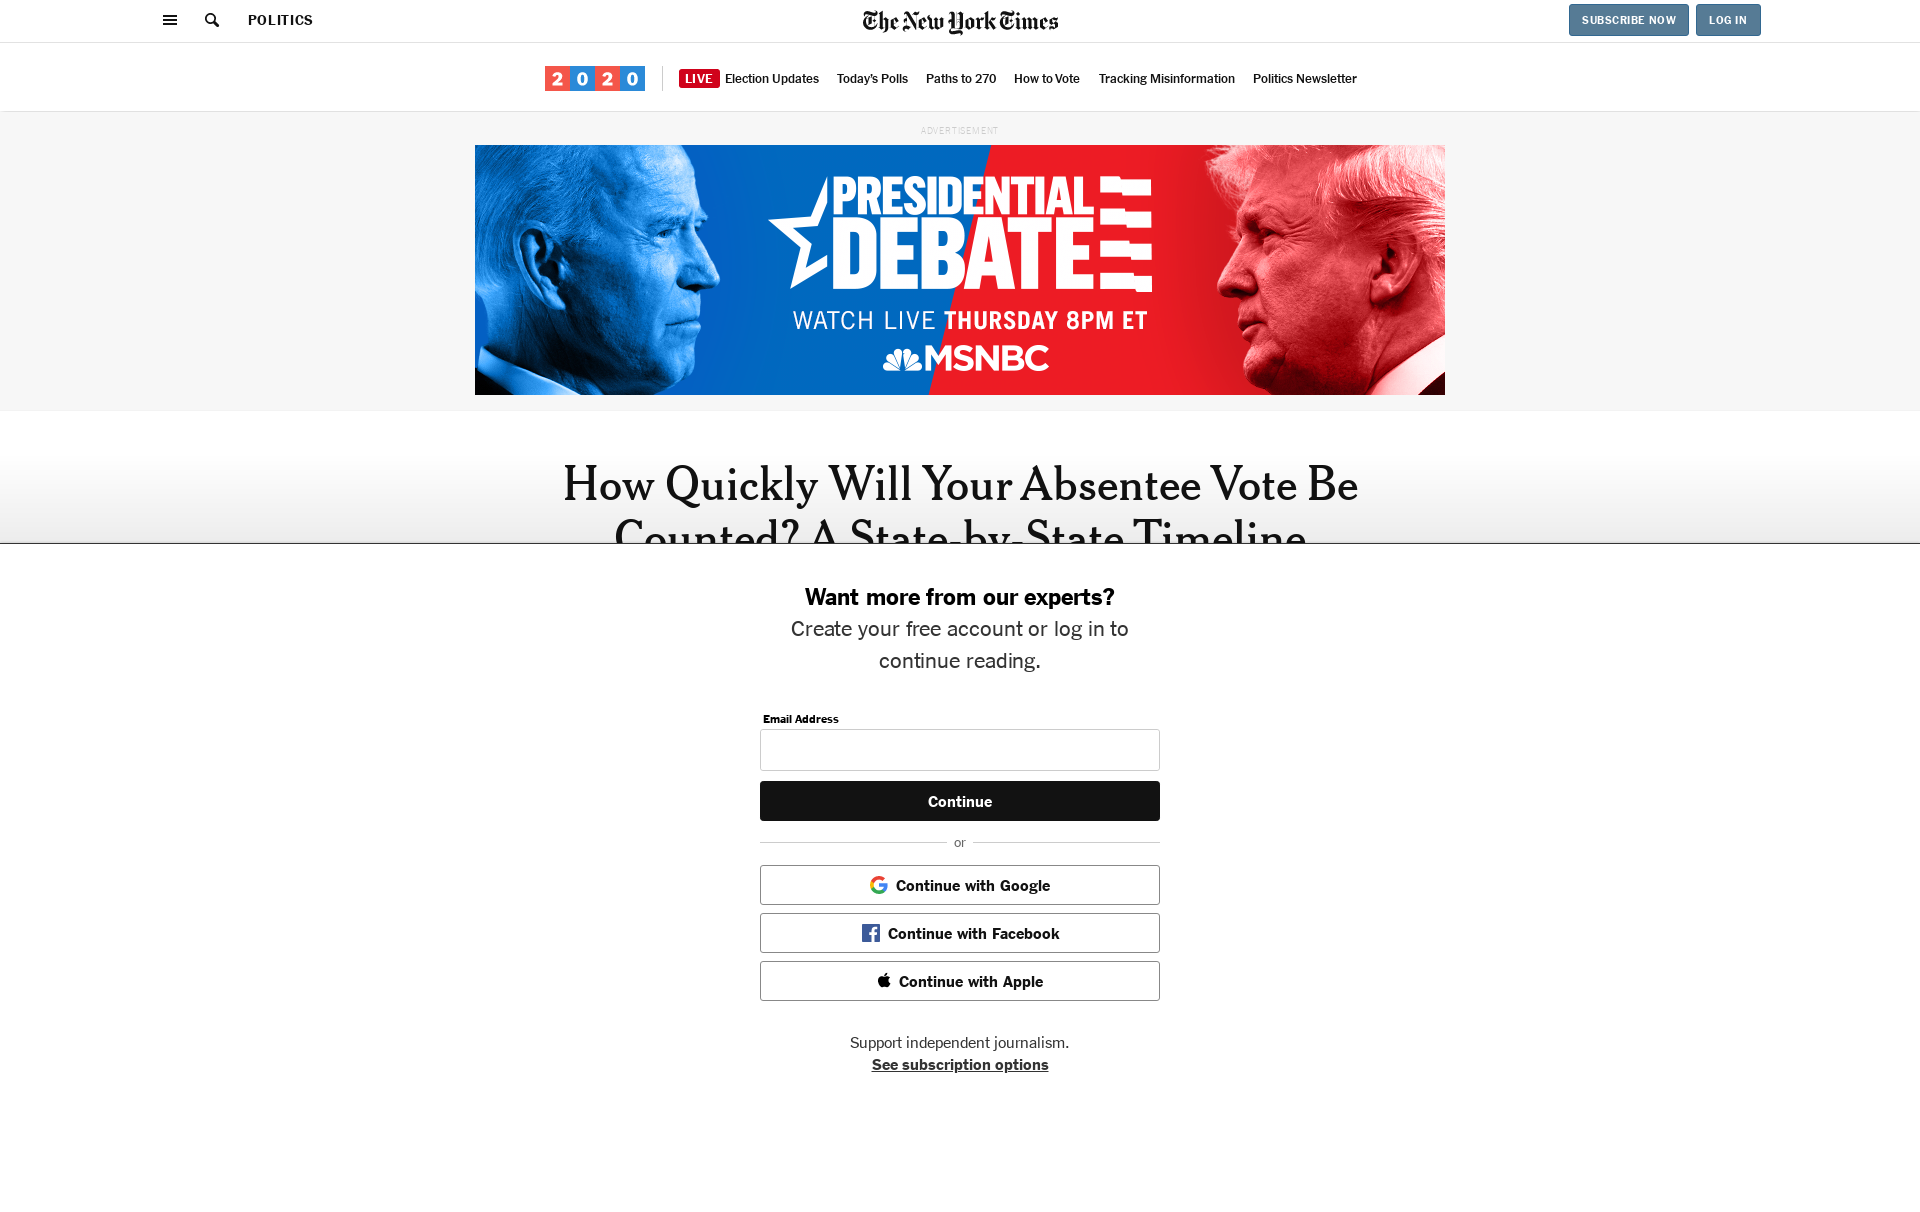 POLITICS
The New York Times
SUBSCRIBE NOW
LOG IN
2020
LIVE Election Updates
Today's Polls
Paths to 270
How to Vote
Tracking Misinformation
Politics Newsletter
ADVERTISEMENT
PRESIDENTIAL
DEBATE
WATCH LIVE THURSDAY 8PM ET
MSNBC
How Quickly Will Your Absentee Vote Be
Counted? A State-by-State Timeline
Want more from our experts?
Create your free account or log in to
continue reading.
Email Address
Continue
or
Continue with Google
Continue with Facebook
Continue with Apple
Support independent journalism.
See subscription options